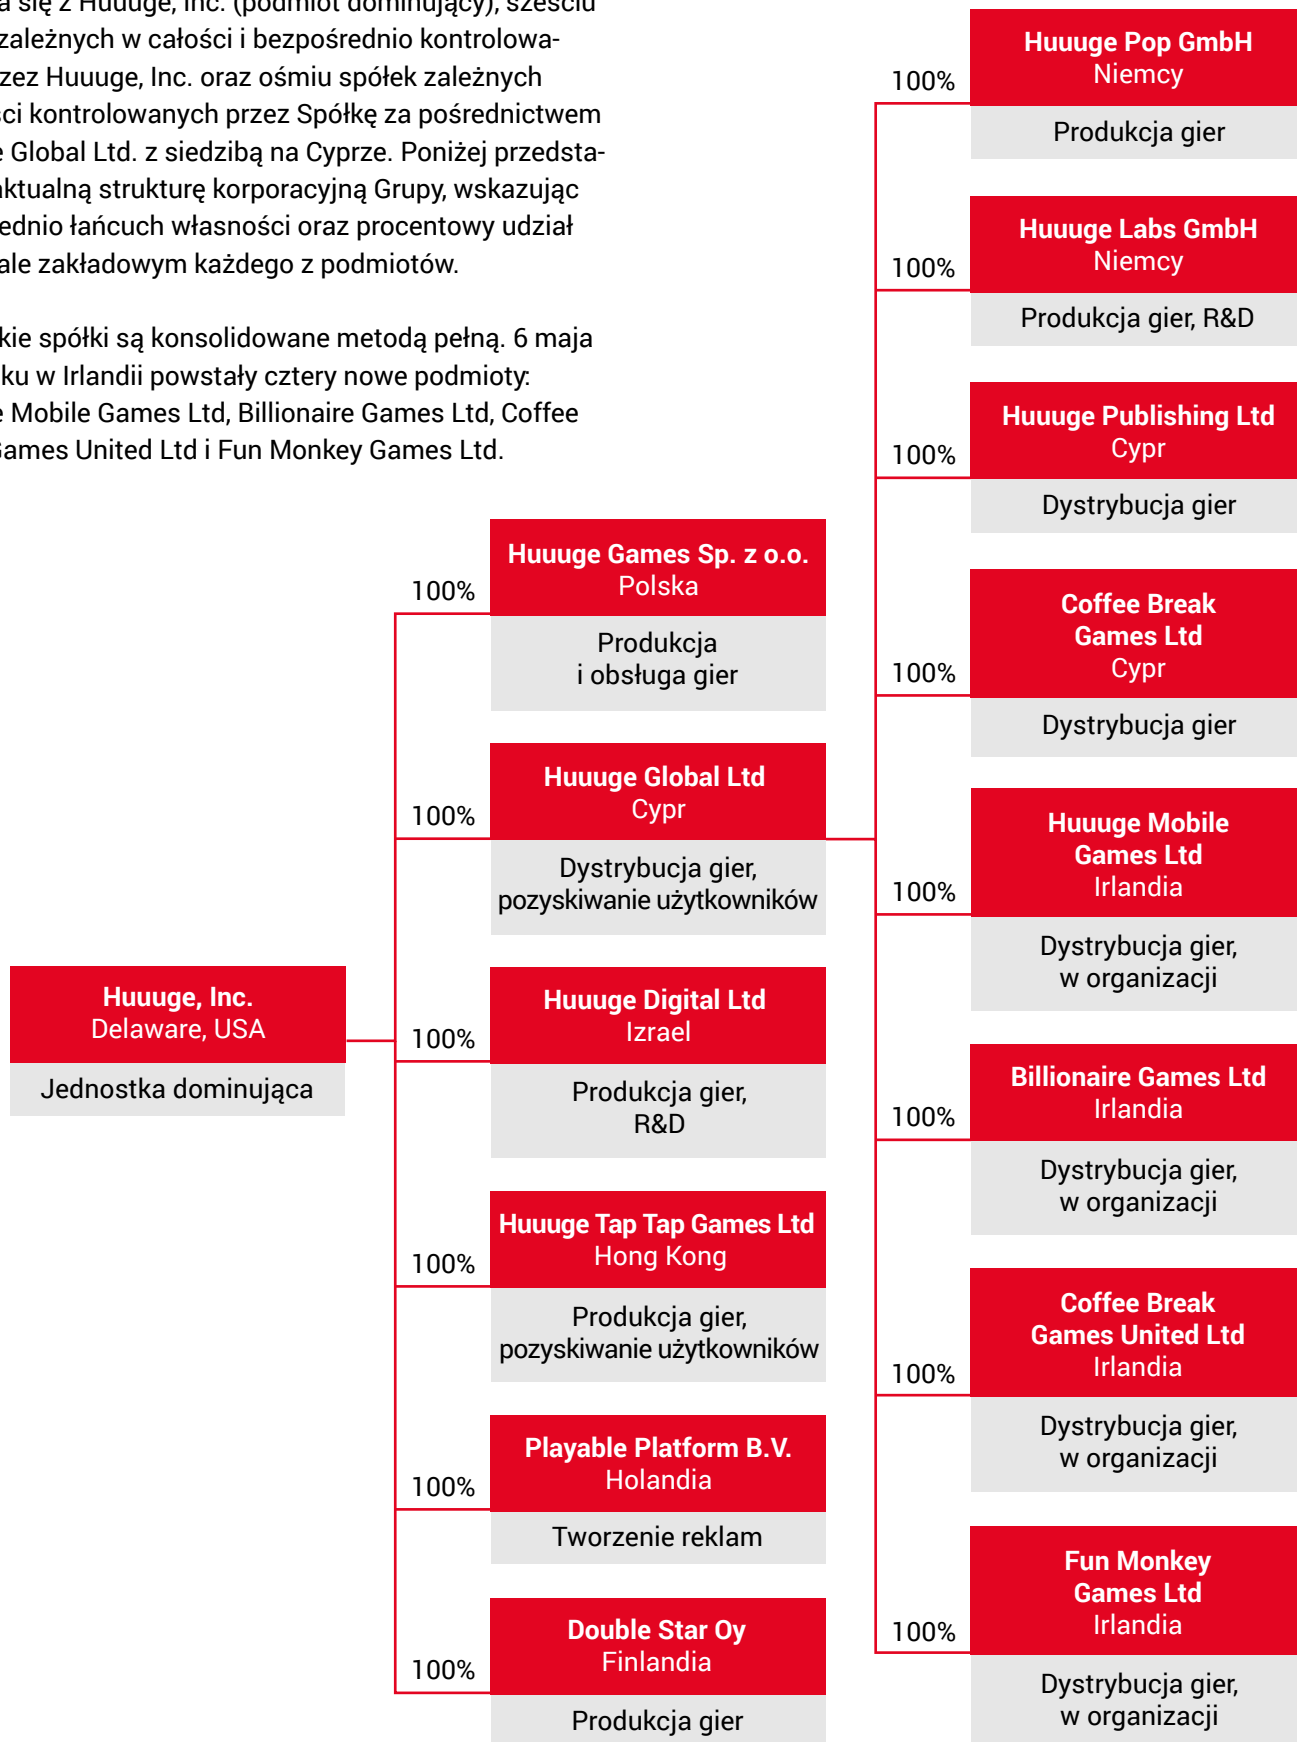 a się z Huuuge, Inc. (podmiot dominujący), sześciu
zależnych w całości i bezpośrednio kontrolowa-
rzez Huuuge, Inc. oraz ośmiu spółek zależnych
ści kontrolowanych przez Spółkę za pośrednictwem
e Global Ltd. z siedzibą na Cyprze. Poniżej przedsta-
aktualną strukturę korporacyjną Grupy, wskazując
ednio łańcuch własności oraz procentowy udział
ale zakładowym każdego z podmiotów.
kie spółki są konsolidowane metodą pełną. 6 maja
ku w Irlandii powstały cztery nowe podmioty:
e Mobile Games Ltd, Billionaire Games Ltd, Coffee
Games United Ltd i Fun Monkey Games Ltd.
Huuuge, Inc.
Delaware, USA
Jednostka dominująca
100%
Huuuge Games Sp. z o.o.
Polska
Produkcja
i obsługa gier
100%
Huuuge Global Ltd
Cypr
Dystrybucja gier,
pozyskiwanie użytkowników
100%
Huuuge Digital Ltd
Izrael
Produkcja gier,
R&D
100%
Huuuge Tap Tap Games Ltd
Hong Kong
Produkcja gier,
pozyskiwanie użytkowników
100%
Playable Platform B.V.
Holandia
Tworzenie reklam
100%
Double Star Oy
Finlandia
Produkcja gier
100%
Huuuge Pop GmbH
Niemcy
Produkcja gier
100%
Huuuge Labs GmbH
Niemcy
Produkcja gier, R&D
100%
Huuuge Publishing Ltd
Cypr
Dystrybucja gier
100%
Coffee Break
Games Ltd
Cypr
Dystrybucja gier
100%
Huuuge Mobile
Games Ltd
Irlandia
Dystrybucja gier,
w organizacji
100%
Billionaire Games Ltd
Irlandia
Dystrybucja gier,
w organizacji
100%
Coffee Break
Games United Ltd
Irlandia
Dystrybucja gier,
w organizacji
100%
Fun Monkey
Games Ltd
Irlandia
Dystrybucja gier,
w organizacji